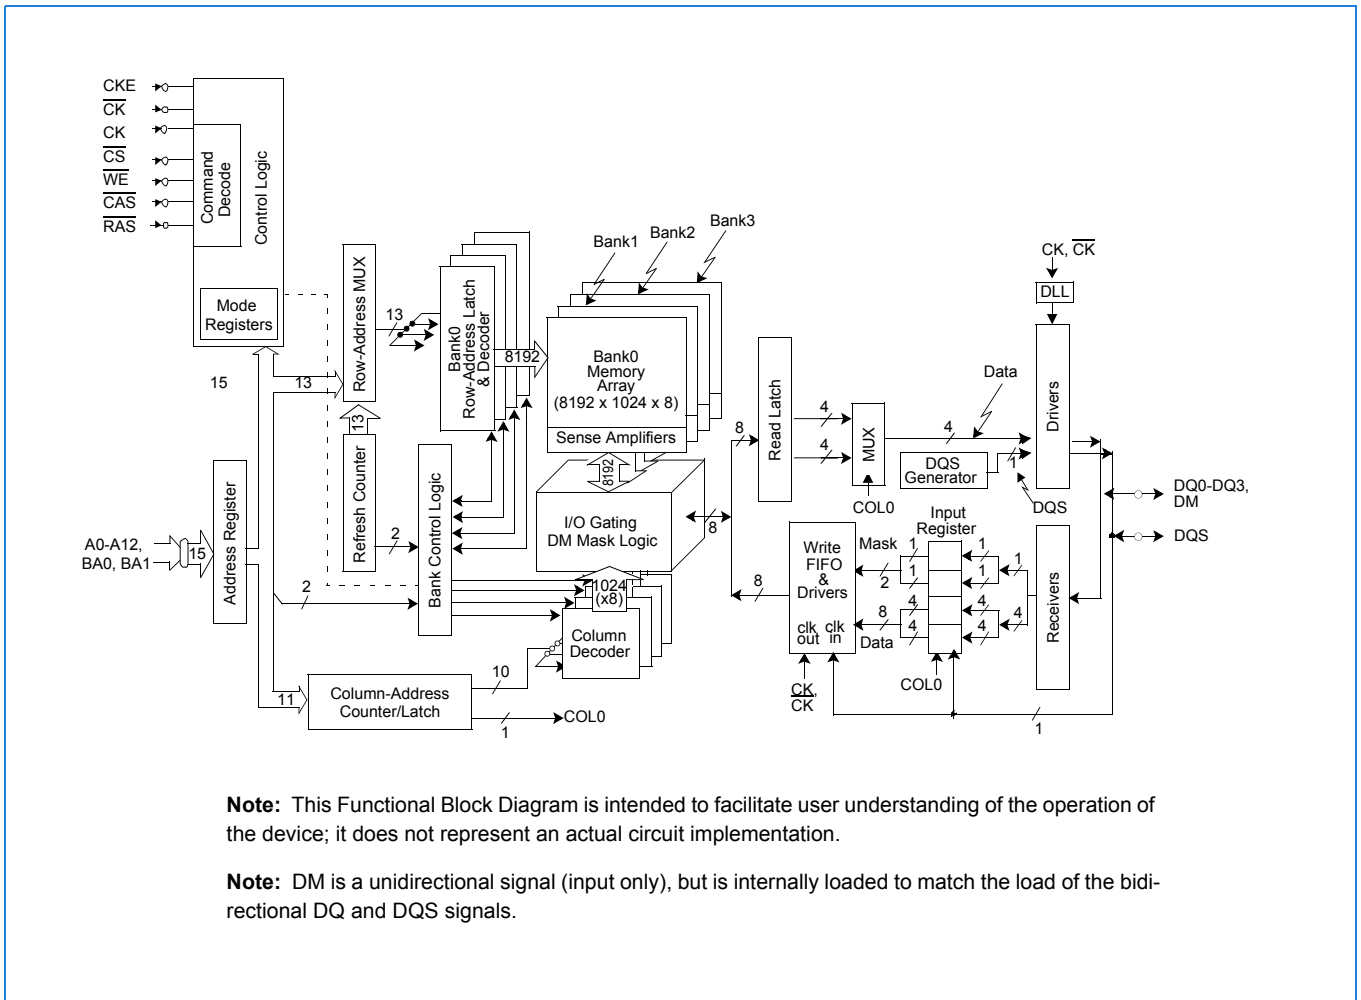 CKE
CK
CK
CS
WE
CAS
RAS
Command
Decode
Control Logic
Mode
Registers
15
13
Row-Address MUX
13
Refresh Counter
13
Bank0
Row-Address Latch
& Decoder
8192
Bank1
Bank2
Bank3
Bank0
Memory
Array
(8192 x 1024 x 8)
Sense Amplifiers
8192
I/O Gating
DM Mask Logic
1024
(x8)
Column
Decoder
2
Bank Control Logic
2
A0-A12,
BA0, BA1
15
Address Register
11
Column-Address
Counter/Latch
10
1
COL0
8
8
8
Read Latch
4
4
MUX
COL0
4
Data
DQS
Generator
1
DQS
CK, CK
DLL
Drivers
DQ0-DQ3,
DM
DQS
Input
Register
Write
FIFO
&
Drivers
clk
out
clk
in
Mask
1
1
2
1
1
1
8
4
4
4
4
4
Data
Receivers
CK,
CK
COL0
1
Note: This Functional Block Diagram is intended to facilitate user understanding of the operation of
the device; it does not represent an actual circuit implementation.
Note: DM is a unidirectional signal (input only), but is internally loaded to match the load of the bidi-
rectional DQ and DQS signals.